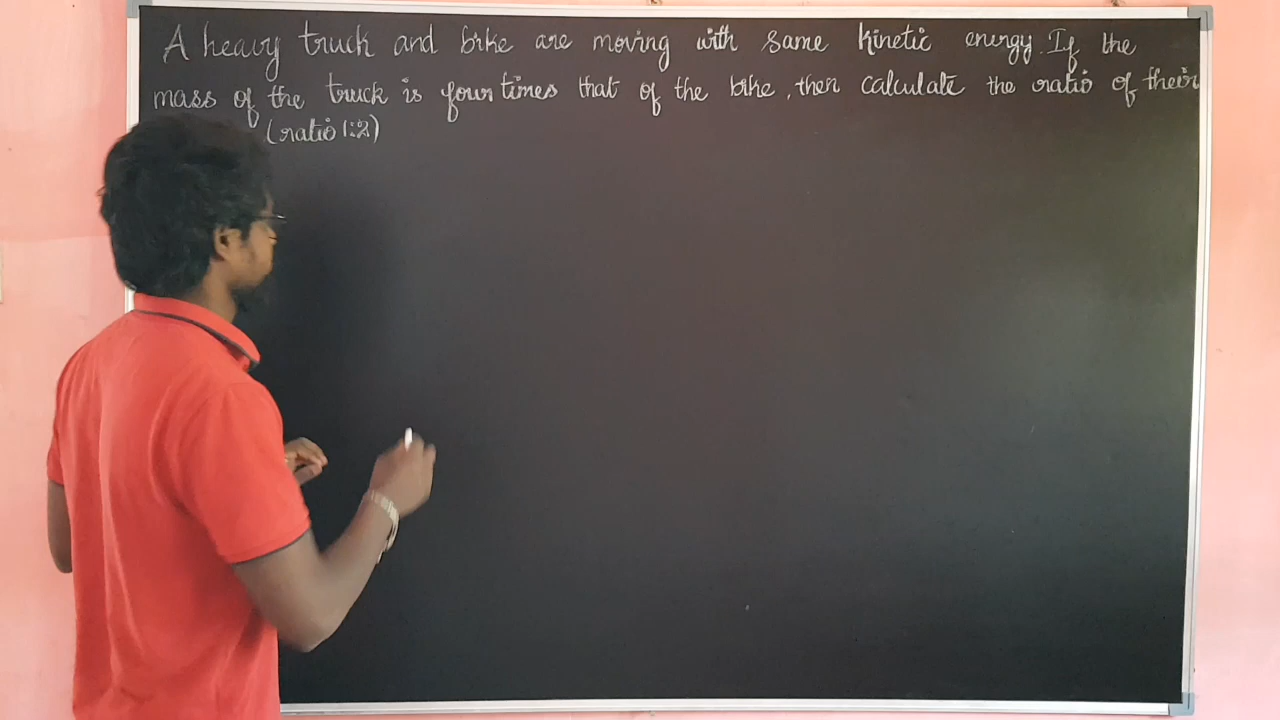 A heavy truck and bike are moving with same kinetic energy. If the
mass of the truck is four times that of the bike, then calculate the ratio of their
(ratio 1:2)